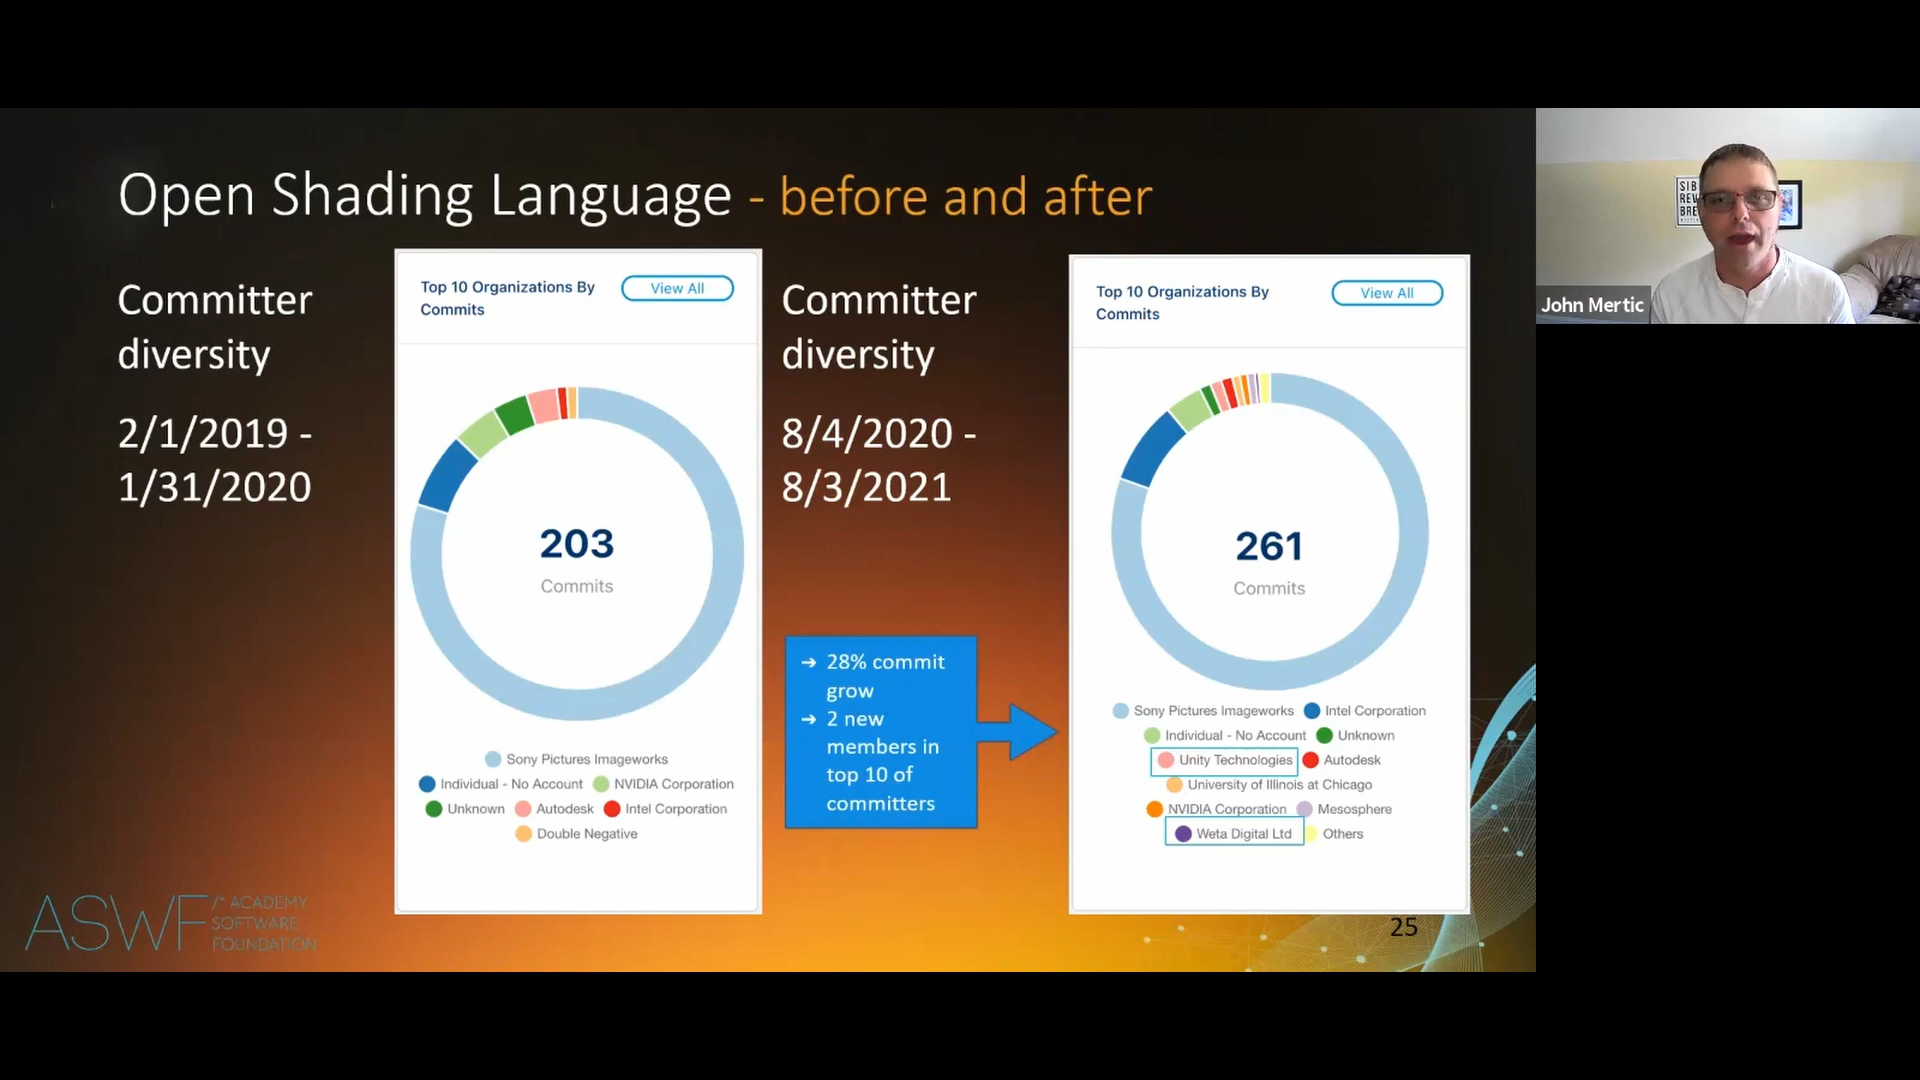 Open Shading Language - before and after
Committer
diversity
2/1/2019 -
1/31/2020
Top 10 Organizations By
Commits
View All
203
Commits
Sony Pictures Imageworks
Individual - No Account NVIDIA Corporation
Unknown Autodesk Intel Corporation
Double Negative
Committer
diversity
8/4/2020 -
8/3/2021
➔ 28% commit
grow
➔ 2 new
members in
top 10 of
committers
Top 10 Organizations By
Commits
View All
261
Commits
Sony Pictures Imageworks Intel Corporation
Individual - No Account Unknown
Unity Technologies Autodesk
University of Illinois at Chicago
NVIDIA Corporation Mesosphere
Weta Digital Ltd Others
ASWF
/* ACADEMY
SOFTWARE
FOUNDATION
25
SIB
REV
BRE
John Mertic